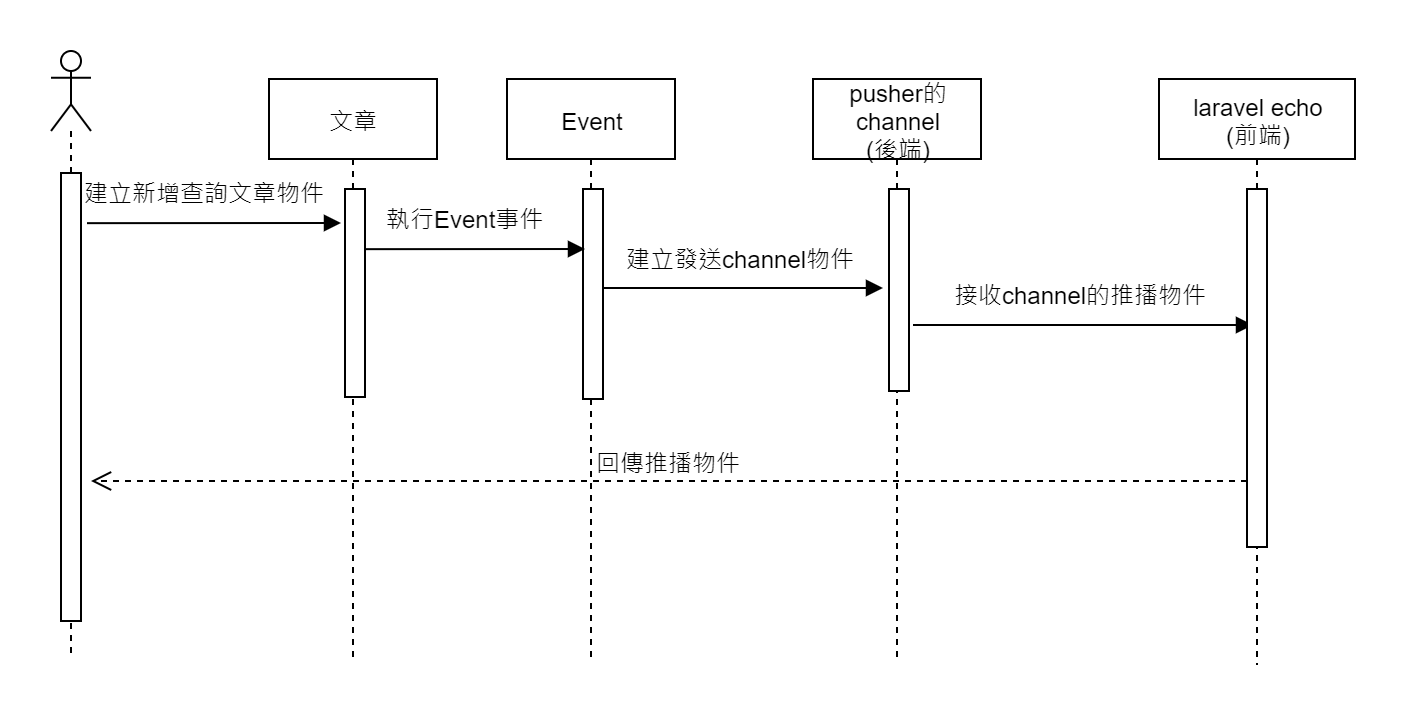 文章
Event
pusher的
channel
(後端)
laravel echo
(前端)
建立新增查詢文章物件
執行Event事件
建立發送channel物件
接收channel的推播物件
回傳推播物件